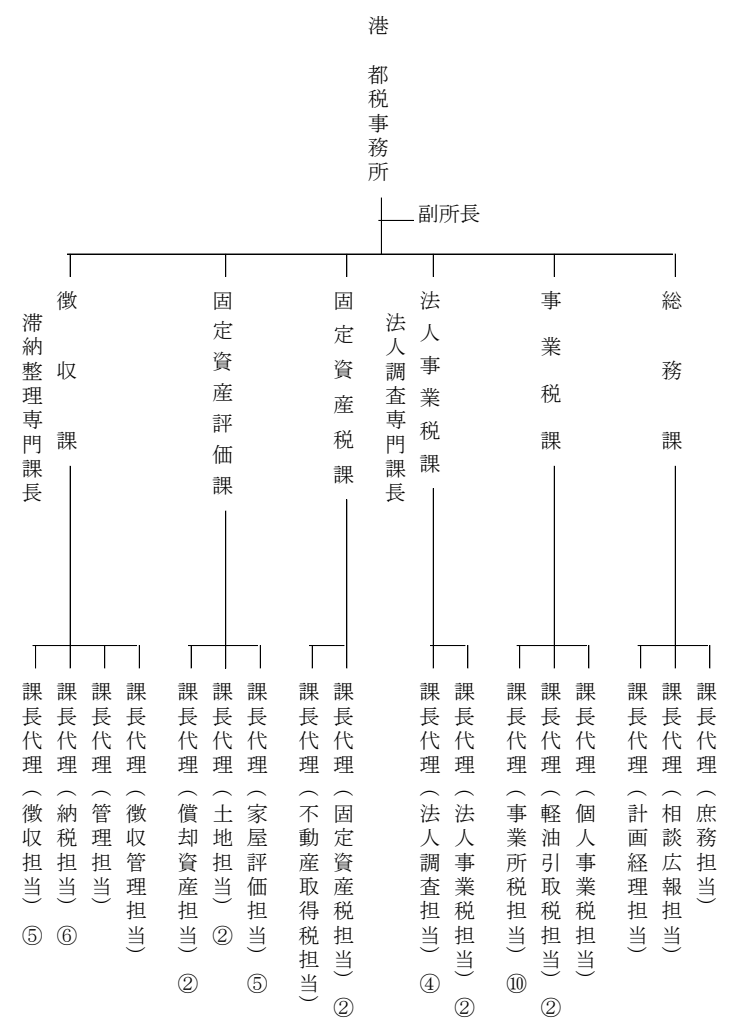 港　都税事務所
副所長
総務課
事業税課
法人事業税課
法人調査専門課長
固定資産税課
固定資産評価課
徴収課
滞納整理専門課長
課長代理（庶務担当）
課長代理（相談広報担当）
課長代理（計画経理担当）
課長代理（個人事業税担当）
課長代理（軽油引取税担当）②
課長代理（事業所税担当）⑩
課長代理（法人事業税担当）②
課長代理（法人調査担当）④
課長代理（固定資産税担当）②
課長代理（不動産取得税担当）
課長代理（家屋評価担当）⑤
課長代理（土地担当）②
課長代理（償却資産担当）②
課長代理（徴収管理担当）
課長代理（管理担当）
課長代理（納税担当）⑥
課長代理（徴収担当）⑤